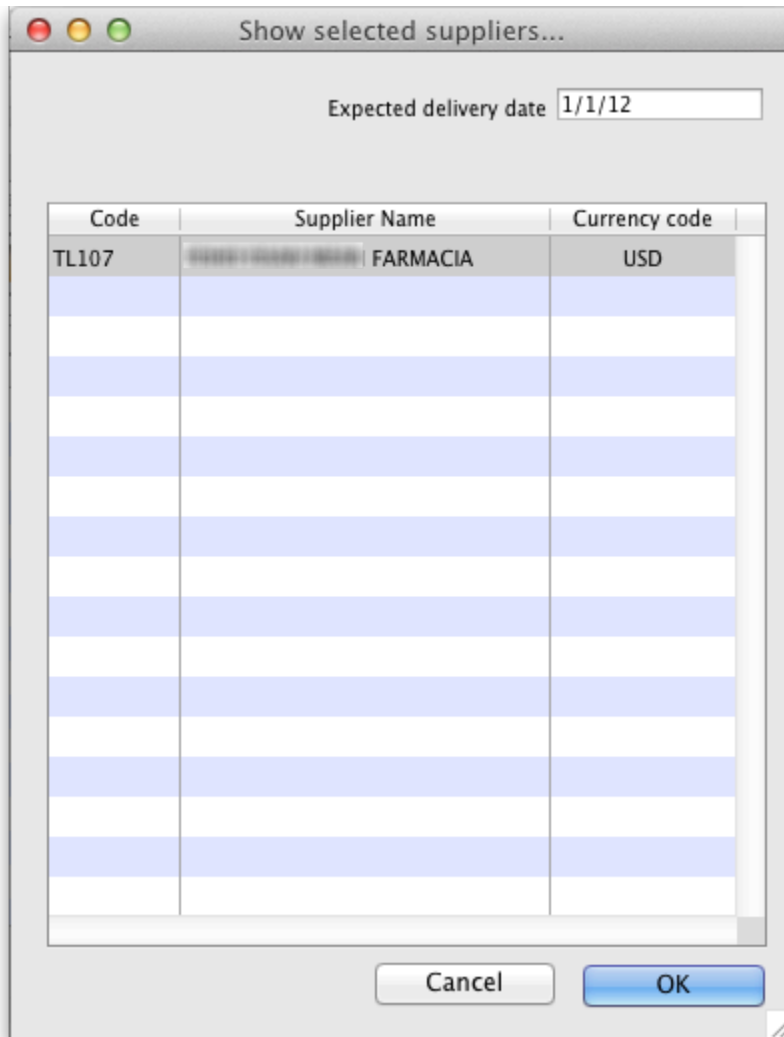 Show selected suppliers...
Expected delivery date 1/1/12
Code Supplier Name Currency code
TL107 FARMACIA USD
Cancel OK